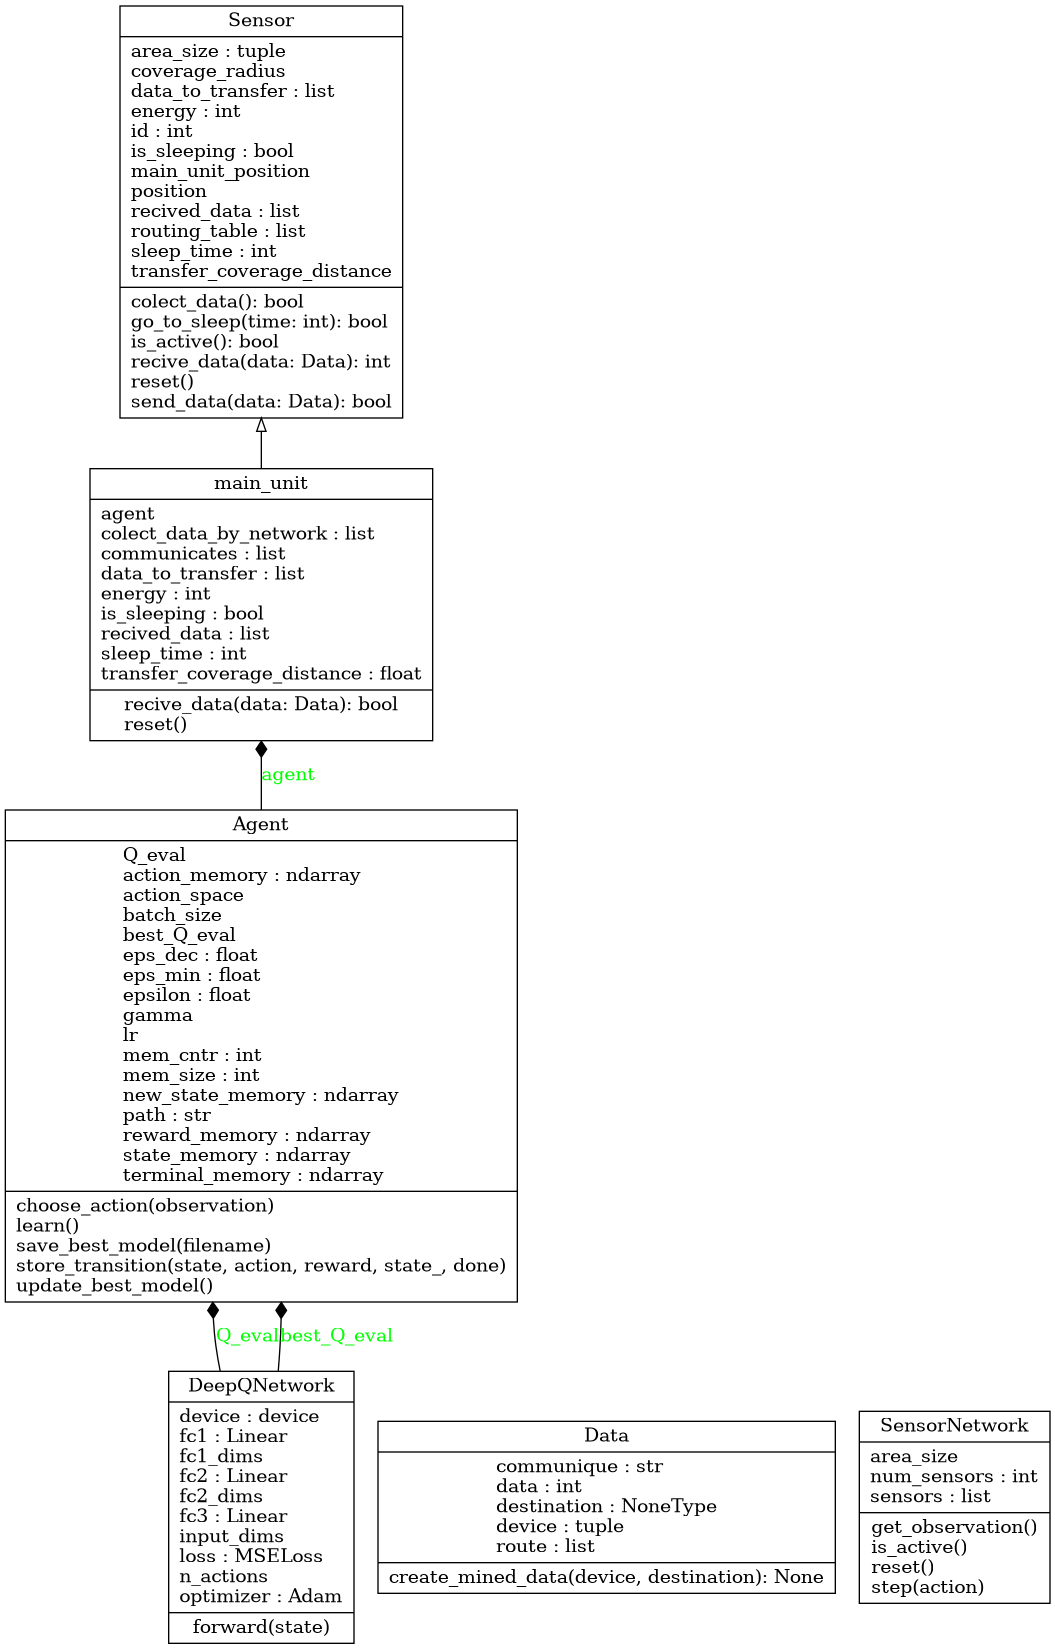 Sensor
area_size : tuple
coverage_radius
data_to_transfer : list
energy : int
id : int
is_sleeping : bool
main_unit_position
position
recived_data : list
routing_table : list
sleep_time : int
transfer_coverage_distance
colect_data(): bool
go_to_sleep(time: int): bool
is_active(): bool
recive_data(data: Data): int
reset()
send_data(data: Data): bool
main_unit
agent
colect_data_by_network : list
communicates : list
data_to_transfer : list
energy : int
is_sleeping : bool
recived_data : list
sleep_time : int
transfer_coverage_distance : float
recive_data(data: Data): bool
reset()
agent
Agent
Q_eval
action_memory : ndarray
action_space
batch_size
best_Q_eval
eps_dec : float
eps_min : float
epsilon : float
gamma
lr
mem_cntr : int
mem_size : int
new_state_memory : ndarray
path : str
reward_memory : ndarray
state_memory : ndarray
terminal_memory : ndarray
choose_action(observation)
learn()
save_best_model(filename)
store_transition(state, action, reward, state_, done)
update_best_model()
Q_eval
best_Q_eval
DeepQNetwork
device : device
fc1 : Linear
fc1_dims
fc2 : Linear
fc2_dims
fc3 : Linear
input_dims
loss : MSELoss
n_actions
optimizer : Adam
forward(state)
Data
communique : str
data : int
destination : NoneType
device : tuple
route : list
create_mined_data(device, destination): None
SensorNetwork
area_size
num_sensors : int
sensors : list
get_observation()
is_active()
reset()
step(action)